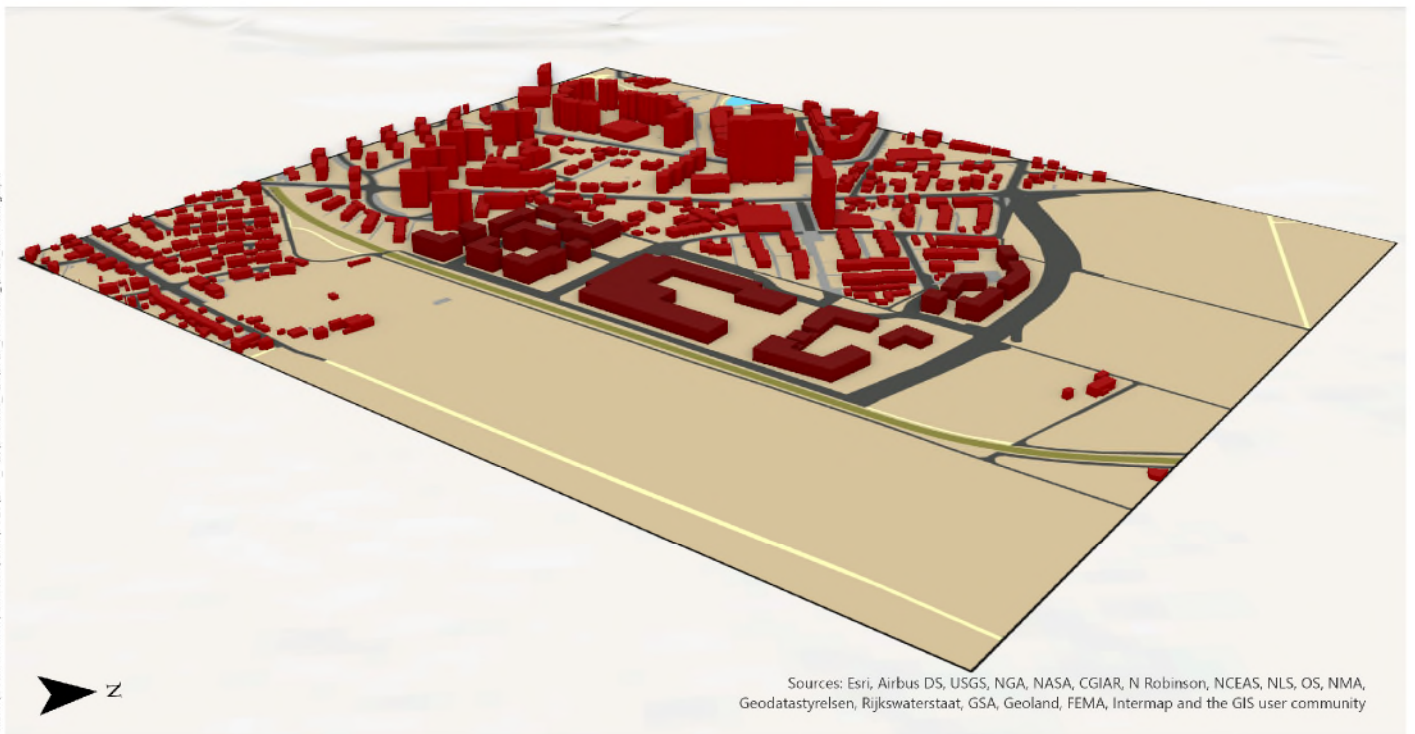 N
Sources: Esri, Airbus DS, USGS, NGA, NASA, CGIAR, N Robinson, NCEAS, NLS, OS, NMA,
Geodatastyrelsen, Rijkswaterstaat, GSA, Geoland, FEMA, Intermap and the GIS user community